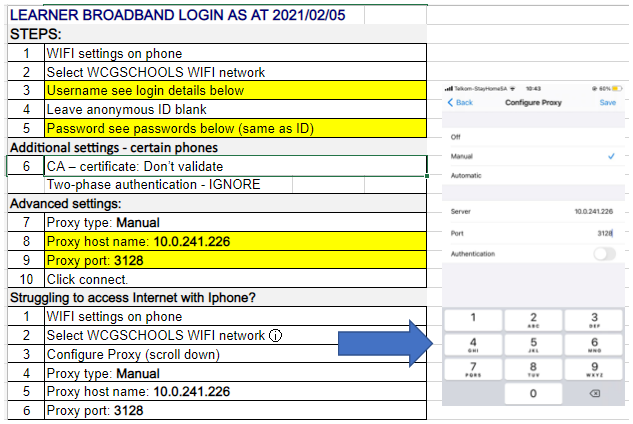 LEARNER BROADBAND LOGIN AS AT 2021/02/05
STEPS:
1 WIFI settings on phone
2 Select WCGSCHOOLS WIFI network
3 Username see login details below
4 Leave anonymous ID blank
5 Password see passwords below (same as ID)
Additional settings - certain phones
6 CA – certificate: Don't validate
Two-phase authentication - IGNORE
Advanced settings:
7 Proxy type: Manual
8 Proxy host name: 10.0.241.226
9 Proxy port: 3128
10 Click connect.
Struggling to access Internet with Iphone?
1 WIFI settings on phone
2 Select WCGSCHOOLS WIFI network ⓘ
3 Configure Proxy (scroll down)
4 Proxy type: Manual
5 Proxy host name: 10.0.241.226
6 Proxy port: 3128
Telkom-StayHomeSA 10:43 60%
Back Configure Proxy Save
Off
Manual
Automatic
Server 10.0.241.226
Port 3128
Authentication
1 2 3
ABC DEF
4 5 6
GHI JKL MNO
7 8 9
PQRS TUV WXYZ
0